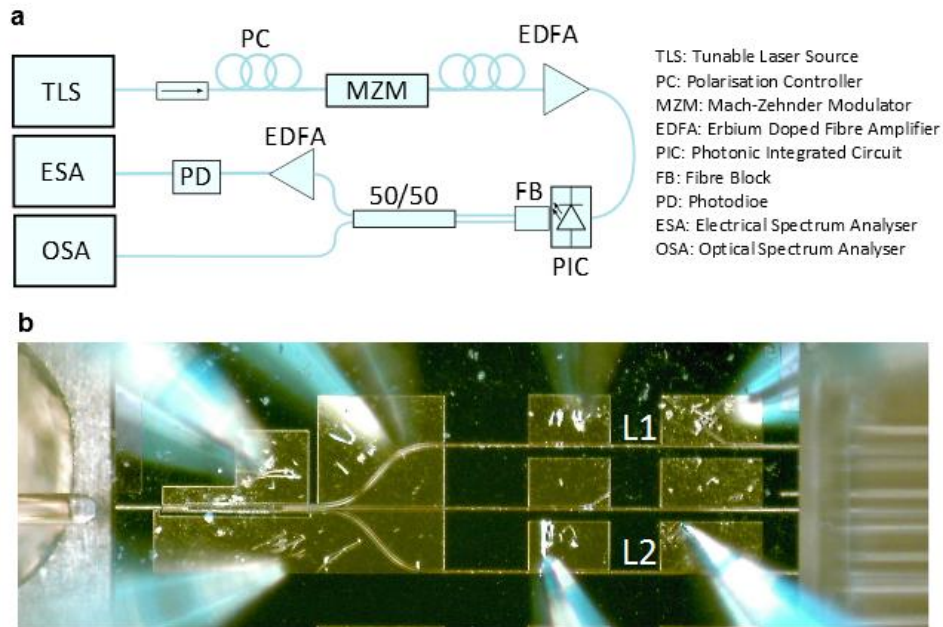 a
PC
EDFA
TLS
MZM
EDFA
ESA
PD
50/50
FB
OSA
PIC
TLS: Tunable Laser Source
PC: Polarisation Controller
MZM: Mach-Zehnder Modulator
EDFA: Erbium Doped Fibre Amplifier
PIC: Photonic Integrated Circuit
FB: Fibre Block
PD: Photodioe
ESA: Electrical Spectrum Analyser
OSA: Optical Spectrum Analyser
b
L1
L2